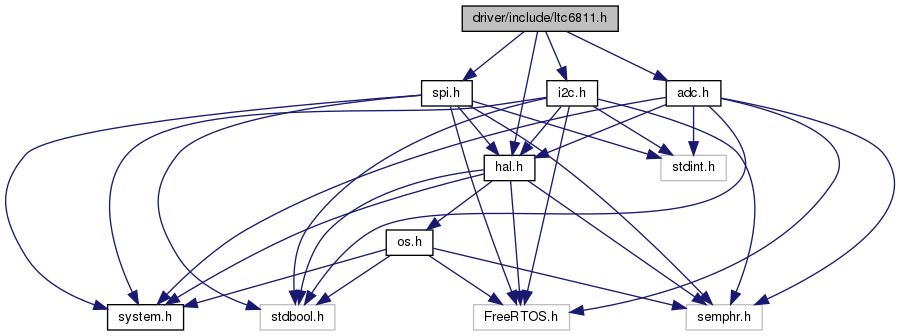 driver/include/ltc6811.h
spi.h
i2c.h
adc.h
hal.h
stdint.h
os.h
system.h
stdbool.h
FreeRTOS.h
semphr.h